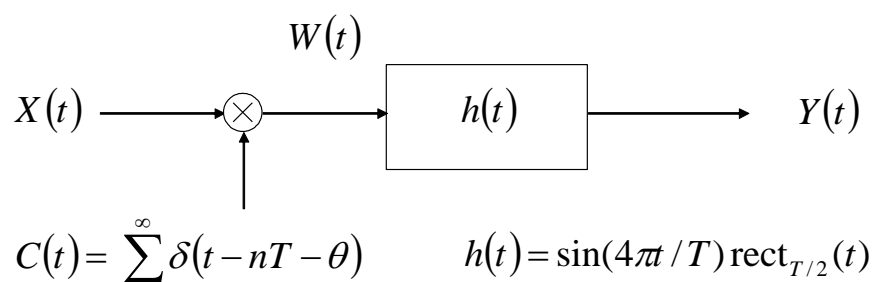 W(t)
X(t) ⊗ h(t) Y(t)
C(t) = ∑^∞ δ(t − nT − θ) h(t) = sin(4πt / T) rect_{T/2}(t)